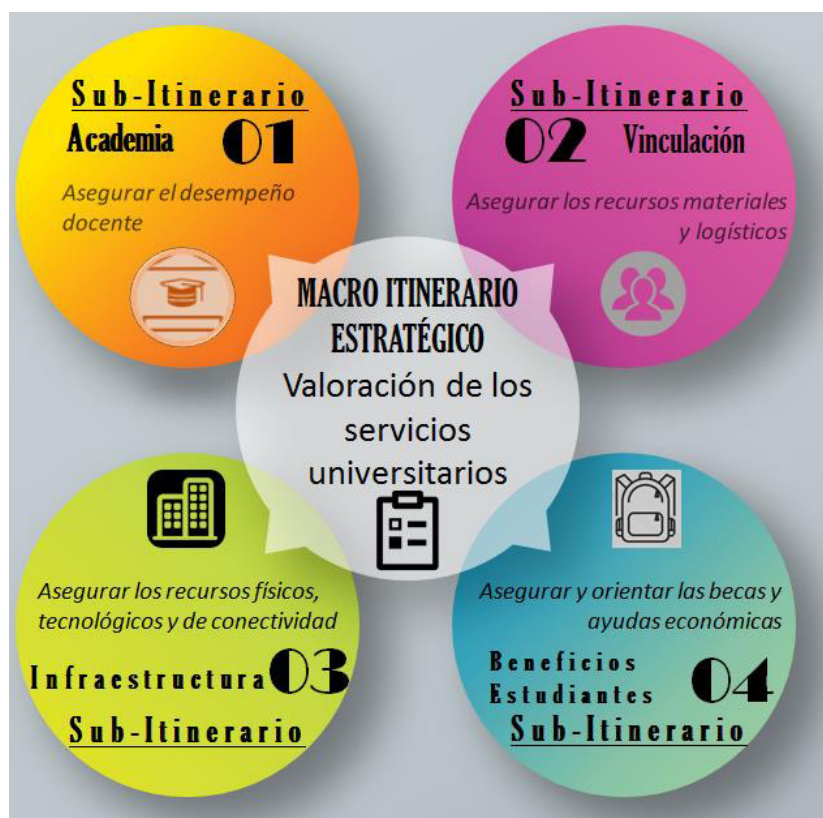 Sub-Itinerario
Academia 01
Asegurar el desempeño
docente
Sub-Itinerario
02 Vinculación
Asegurar los recursos materiales
y logísticos
MACRO ITINERARIO
ESTRATÉGICO
Valoración de los
servicios
universitarios
Asegurar los recursos físicos,
tecnológicos y de conectividad
Infraestructura 03
Sub-Itinerario
Asegurar y orientar las becas y
ayudas económicas
Beneficios
Estudiantes 04
Sub-Itinerario